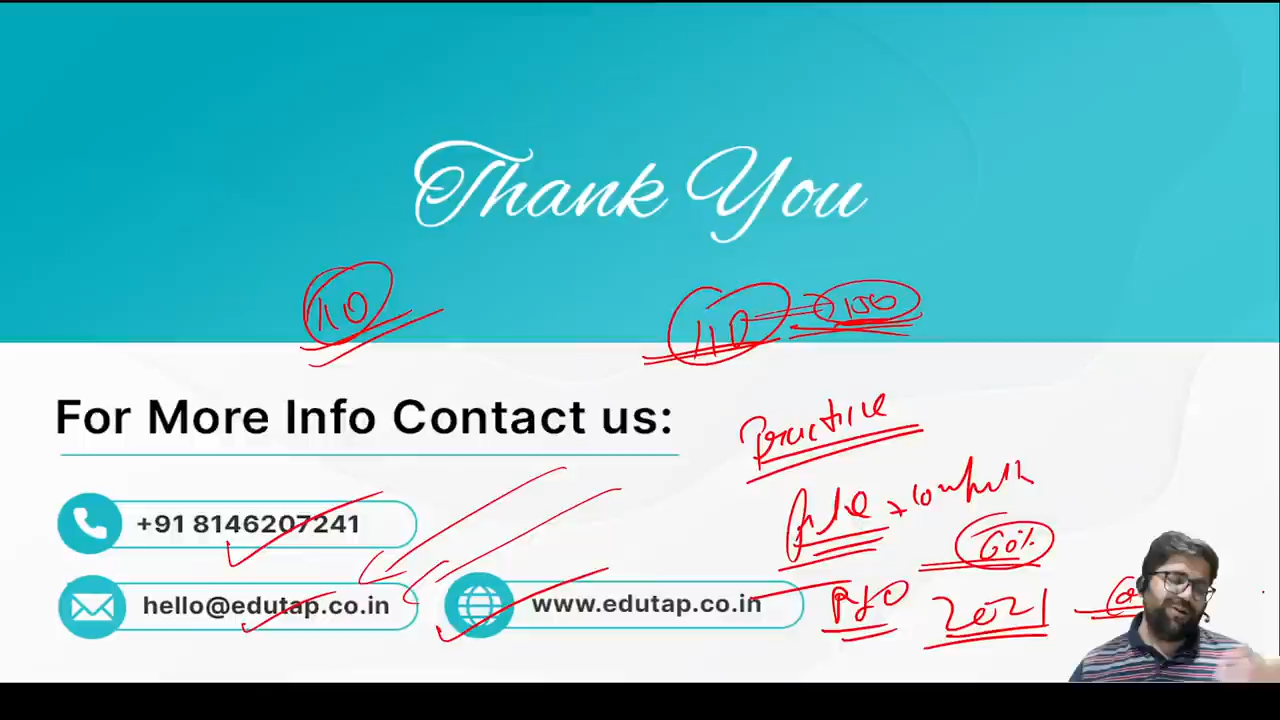 Thank You
110
110
100
For More Info Contact us:
Practice
+91 8146207241
60%
hello@edutap.co.in
www.edutap.co.in
PYQ
2021